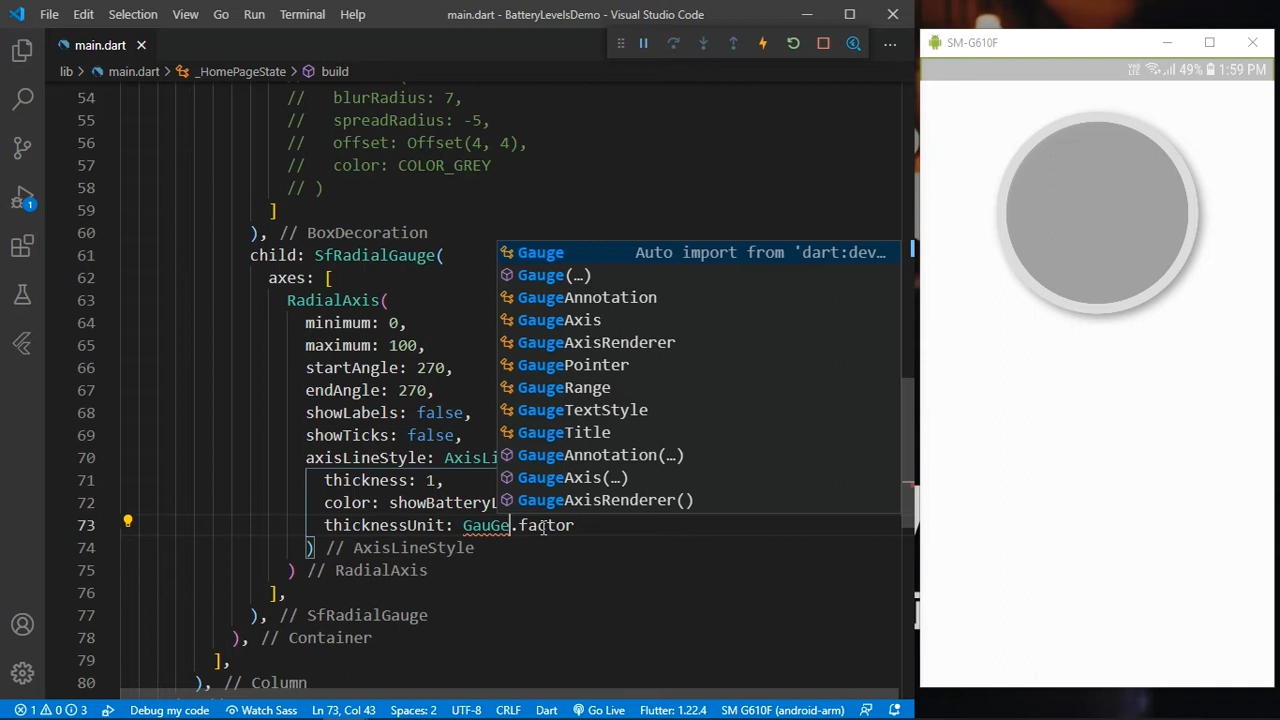 File Edit Selection View Go Run Terminal Help main.dart - BatteryLevelsDemo - Visual Studio Code
main.dart
lib > main.dart > _HomePageState > build
54 // blurRadius: 7,
55 // spreadRadius: -5,
56 // offset: Offset(4, 4),
57 // color: COLOR_GREY
58 // )
59 ]
60 ), // BoxDecoration
61 child: SfRadialGauge(
62 axes: [
63 RadialAxis(
64 minimum: 0,
65 maximum: 100,
66 startAngle: 270,
67 endAngle: 270,
68 showLabels: false,
69 showTicks: false,
70 axisLineStyle: AxisLi
71 thickness: 1,
72 color: showBatteryL
73 thicknessUnit: GauGe.factor
74 ) // AxisLineStyle
75 ) // RadialAxis
76 ],
77 ), // SfRadialGauge
78 ), // Container
79 ],
80 ), // Column
Gauge Auto import from 'dart:dev…
Gauge(…)
GaugeAnnotation
GaugeAxis
GaugeAxisRenderer
GaugePointer
GaugeRange
GaugeTextStyle
GaugeTitle
GaugeAnnotation(…)
GaugeAxis(…)
GaugeAxisRenderer()
1
1 0 3 Debug my code Watch Sass Ln 73, Col 43 Spaces: 2 UTF-8 CRLF Dart Go Live Flutter: 1.22.4 SM G610F (android-arm)
SM-G610F
49% 1:59 PM